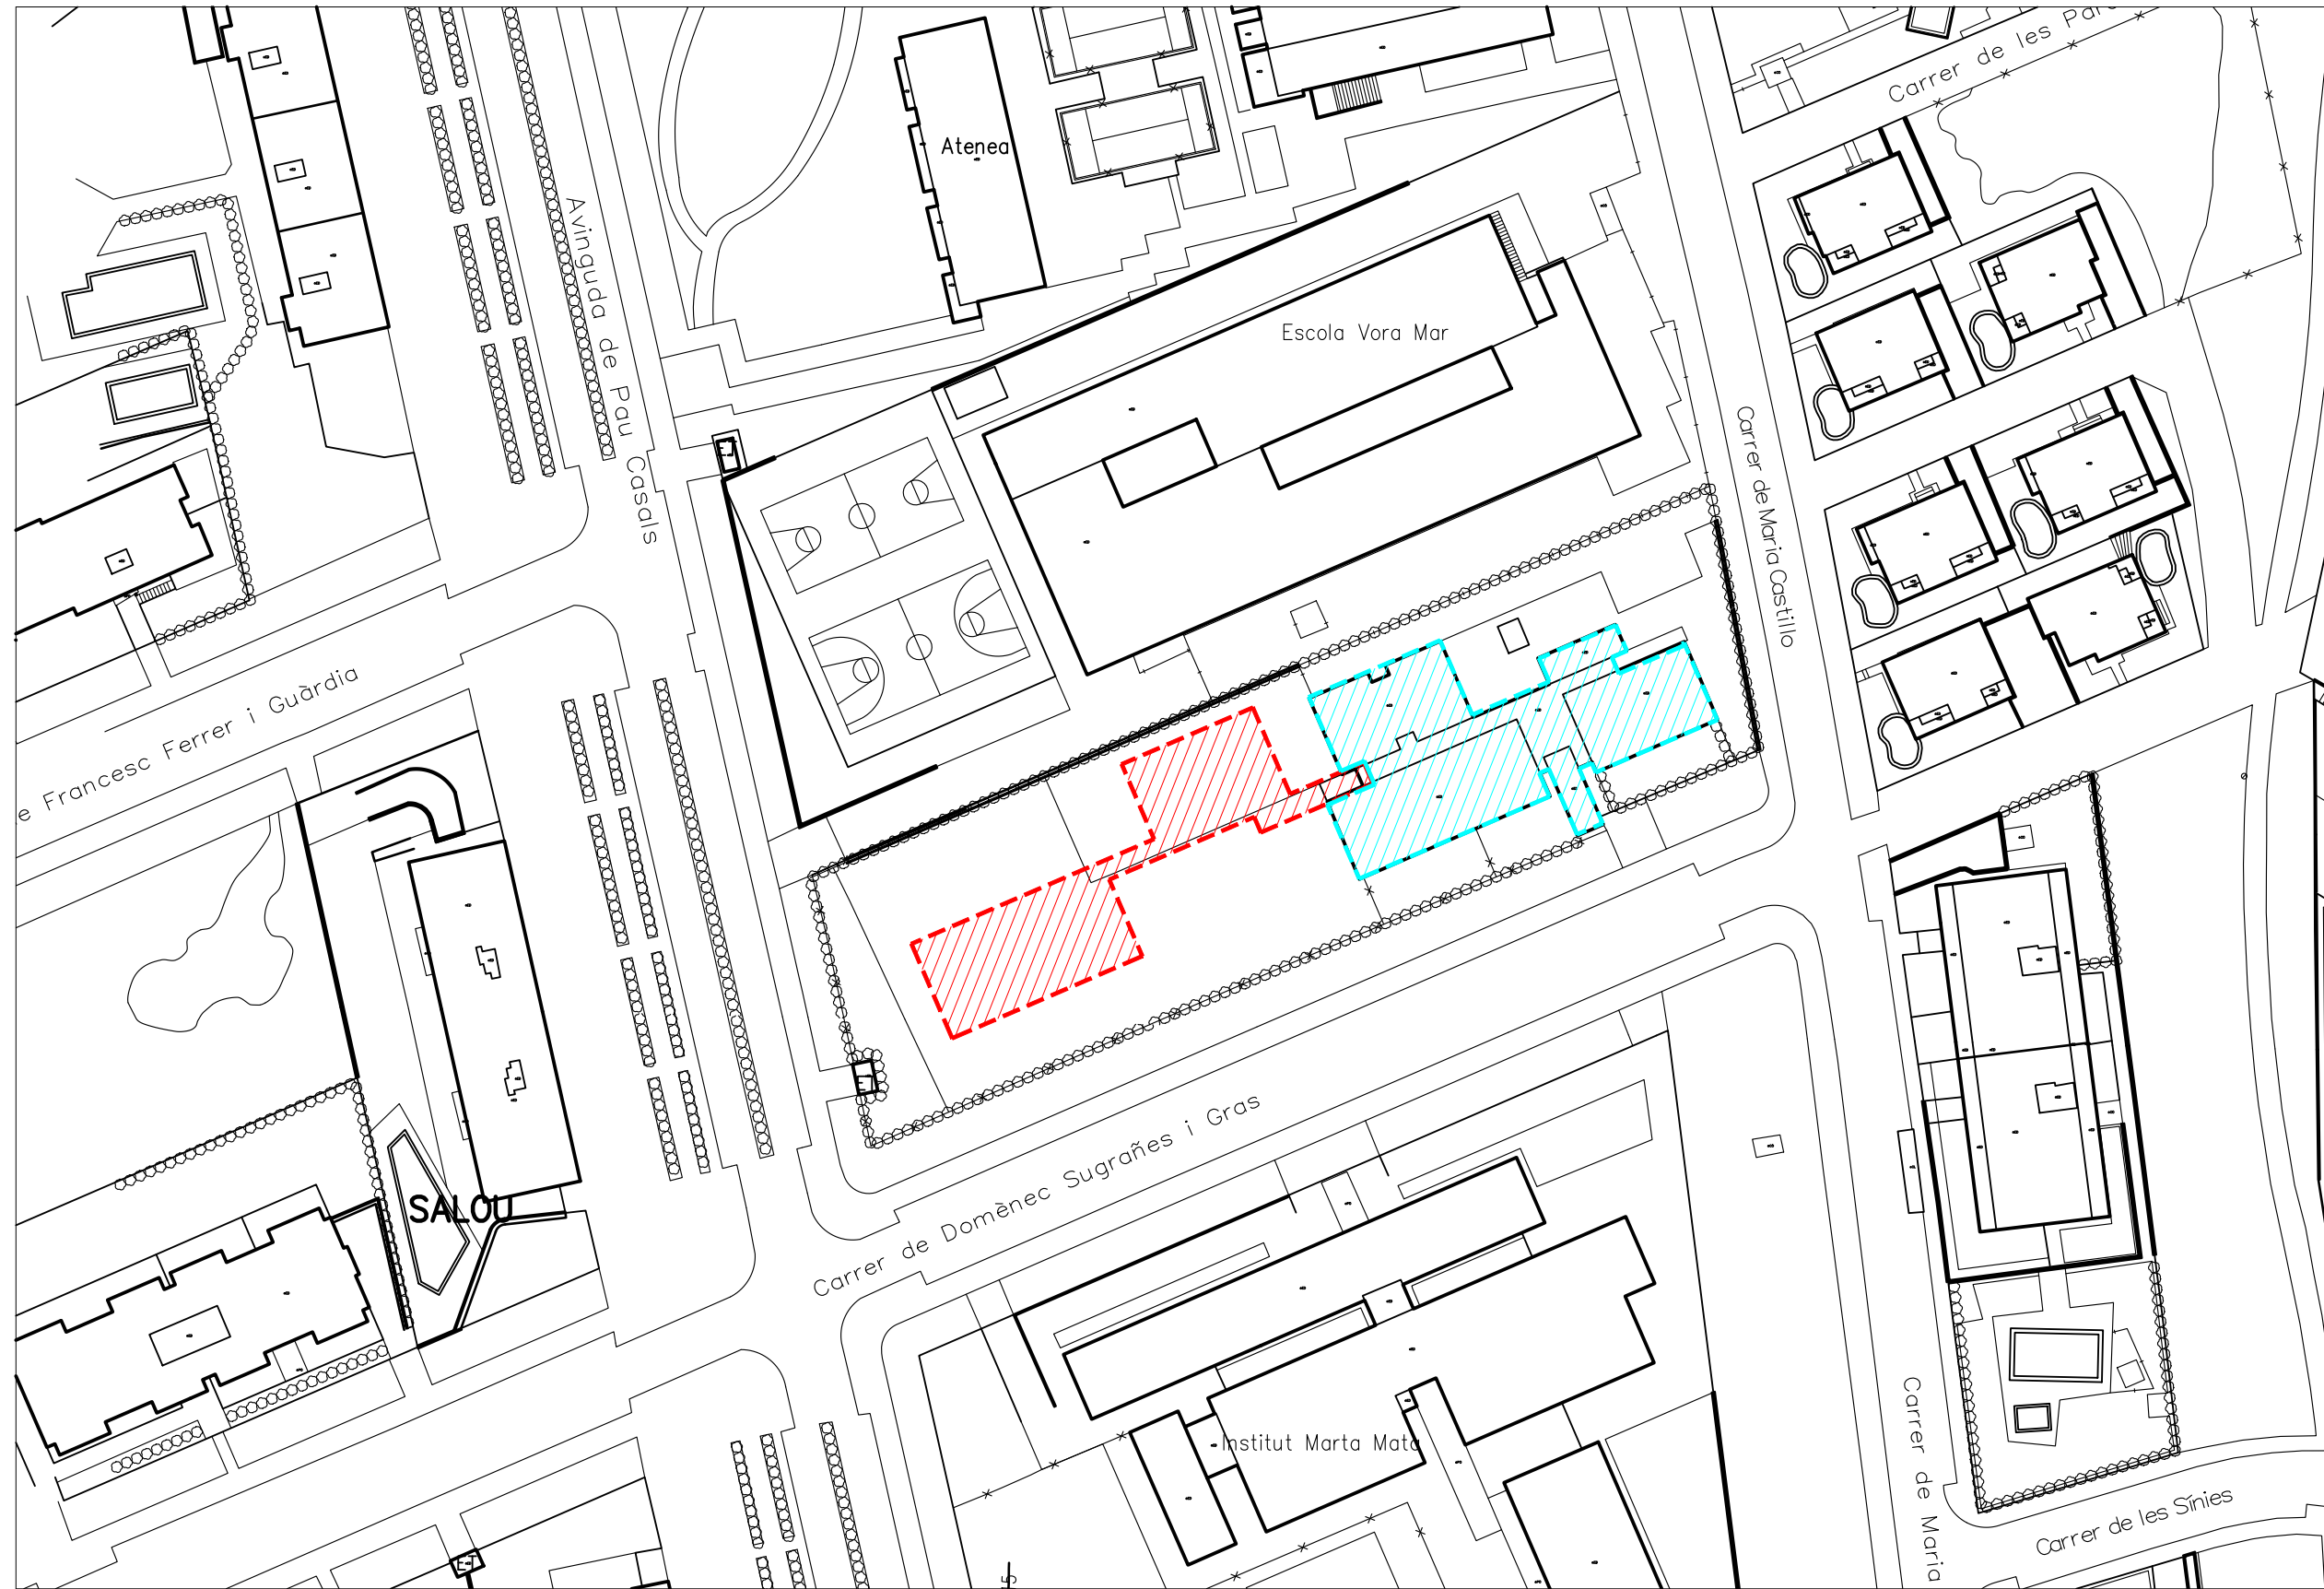 Carrer de les
Atenea
Avinguda de Pau Casals
Escola Vora Mar
Carrer de Maria Castillo
e Francesc Ferrer i Guàrdia
SALOU
Carrer de Domènec Sugrañes i Gras
Institut Marta Mata
Carrer de Maria
Carrer de les Sínies